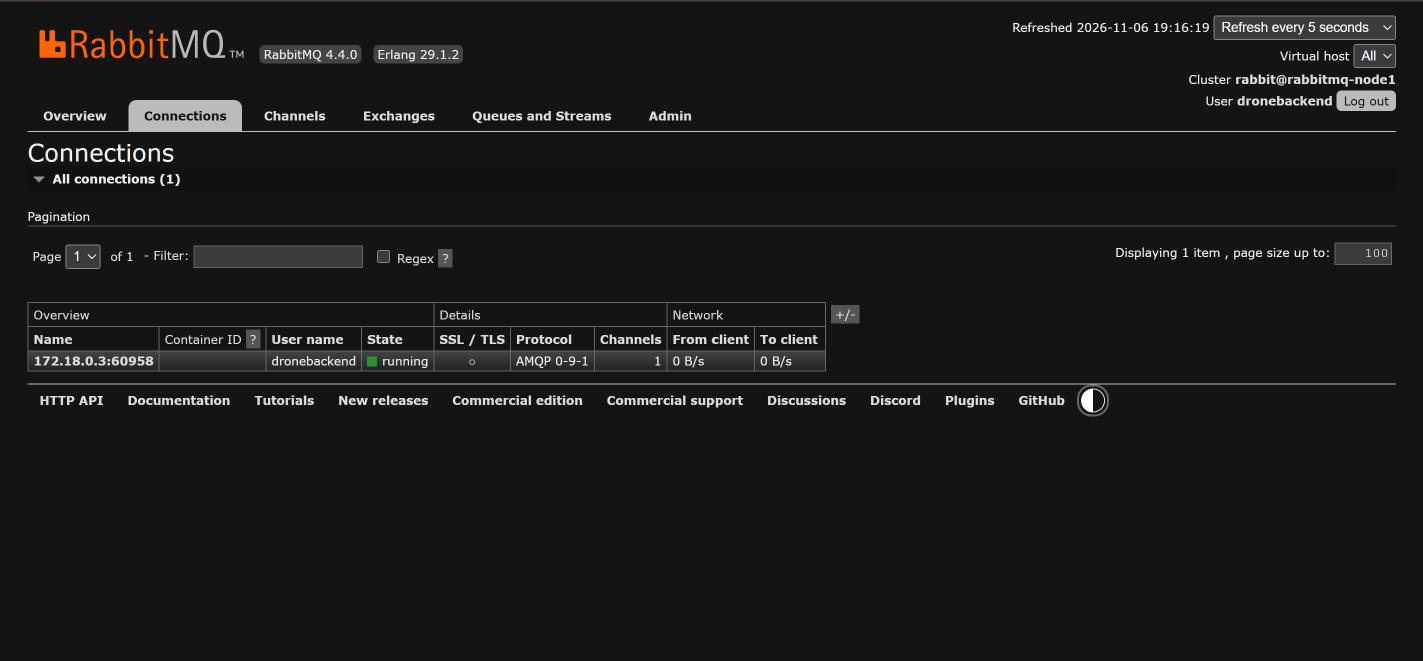 Refreshed 2026-11-06 19:16:19 Refresh every 5 seconds
RabbitMQ TM RabbitMQ 4.4.0 Erlang 29.1.2
Virtual host All
Cluster rabbit@rabbitmq-node1
User dronebackend Log out
Overview Connections Channels Exchanges Queues and Streams Admin
Connections
All connections (1)
Pagination
Page 1 of 1 - Filter: Regex ? Displaying 1 item , page size up to: 100
Overview Details Network +/-
Name Container ID ? User name State SSL / TLS Protocol Channels From client To client
172.18.0.3:60958 dronebackend running ○ AMQP 0-9-1 1 0 B/s 0 B/s
HTTP API Documentation Tutorials New releases Commercial edition Commercial support Discussions Discord Plugins GitHub